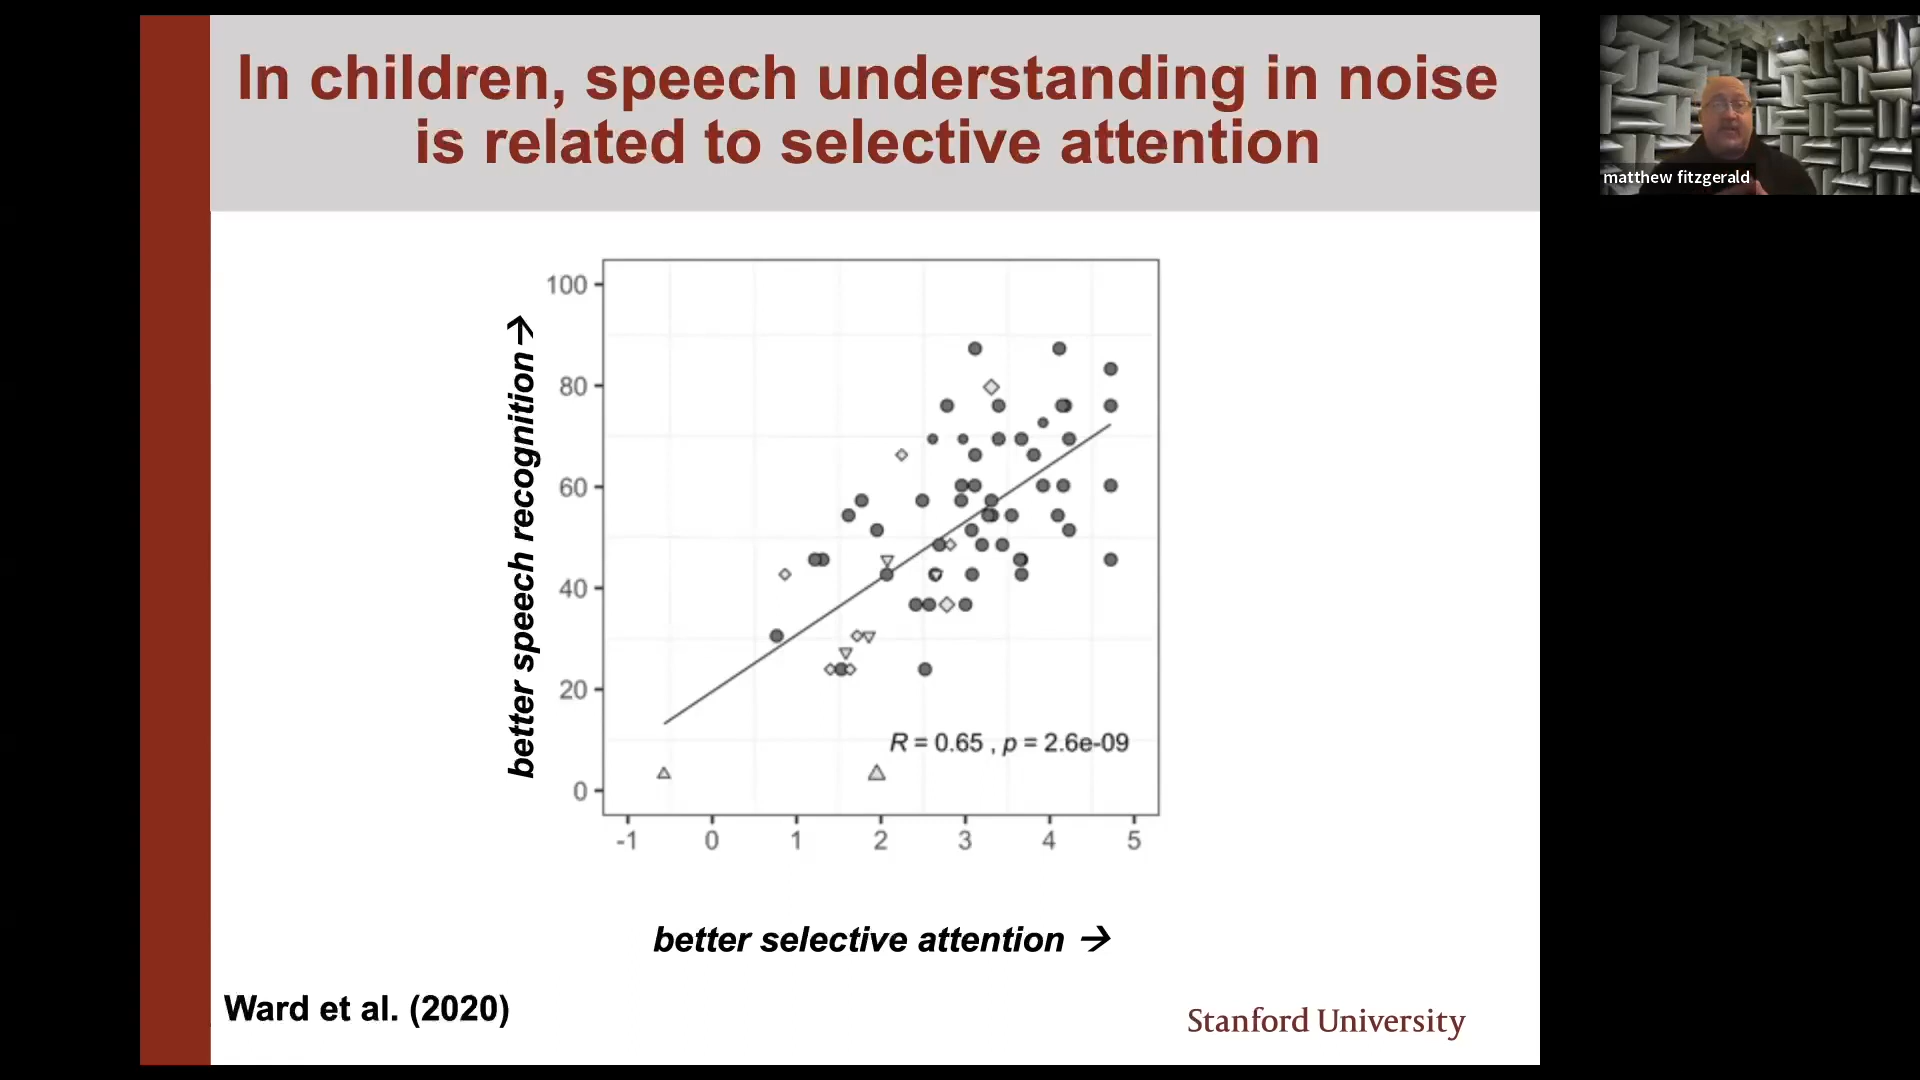 In children, speech understanding in noise
is related to selective attention
matthew fitzgerald
better speech recognition →
100
80
60
40
20
0
R = 0.65 , p = 2.6e-09
-1 0 1 2 3 4 5
better selective attention →
Ward et al. (2020)
Stanford University